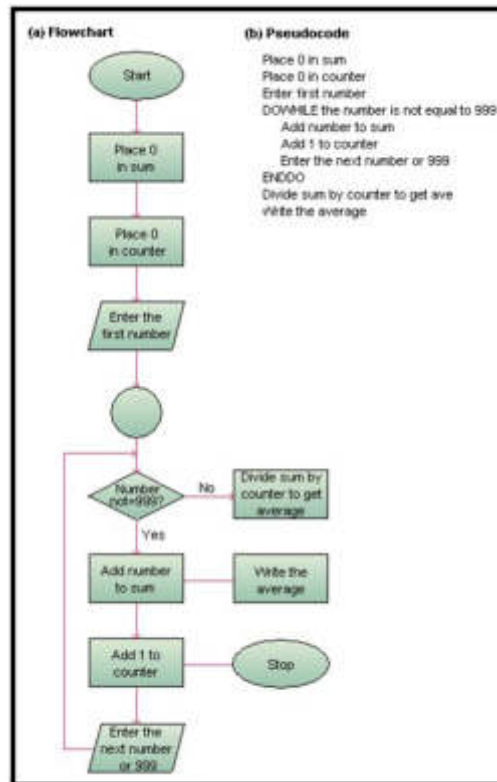 (a) Flowchart
Start
Place 0
in sum
Place 0
in counter
Enter the
first number
Number
not=999?
No
Divide sum by
counter to get
average
Yes
Add number
to sum
Write the
average
Add 1 to
counter
Stop
Enter the
next number
or 999
(b) Pseudocode
Place 0 in sum
Place 0 in counter
Enter first number
DOWHILE the number is not equal to 999
Add number to sum
Add 1 to counter
Enter the next number or 999
ENDDO
Divide sum by counter to get ave
Write the average